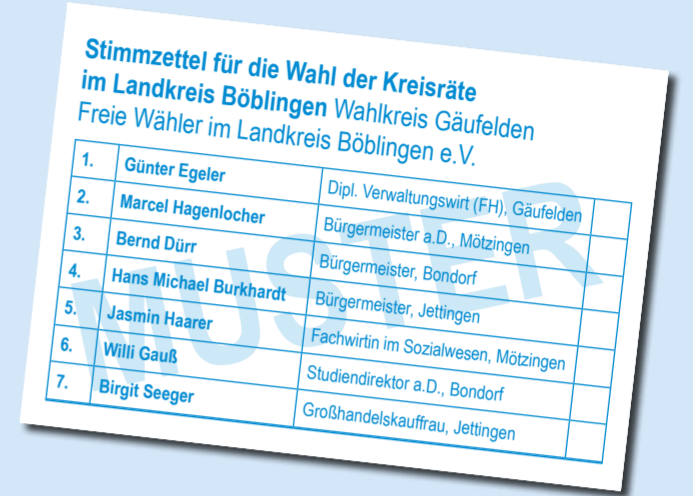 Stimmzettel für die Wahl der Kreisräte
im Landkreis Böblingen Wahlkreis Gäufelden
Freie Wähler im Landkreis Böblingen e.V.
1. Günter Egeler Dipl. Verwaltungswirt (FH), Gäufelden
2. Marcel Hagenlocher Bürgermeister a.D., Mötzingen
3. Bernd Dürr Bürgermeister, Bondorf
4. Hans Michael Burkhardt Bürgermeister, Jettingen
5. Jasmin Haarer Fachwirtin im Sozialwesen, Mötzingen
6. Willi Gauß Studiendirektor a.D., Bondorf
7. Birgit Seeger Großhandelskauffrau, Jettingen
MUSTER